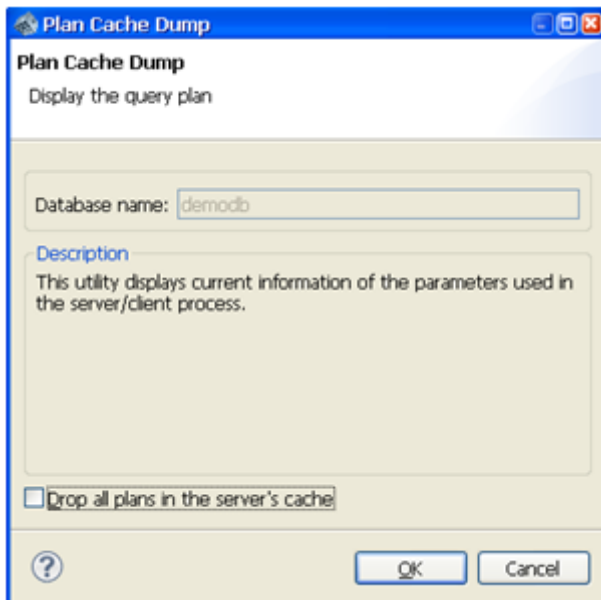 Plan Cache Dump
Plan Cache Dump
Display the query plan
Database name: demodb
Description
This utility displays current information of the parameters used in
the server/client process.
Drop all plans in the server's cache
? OK Cancel